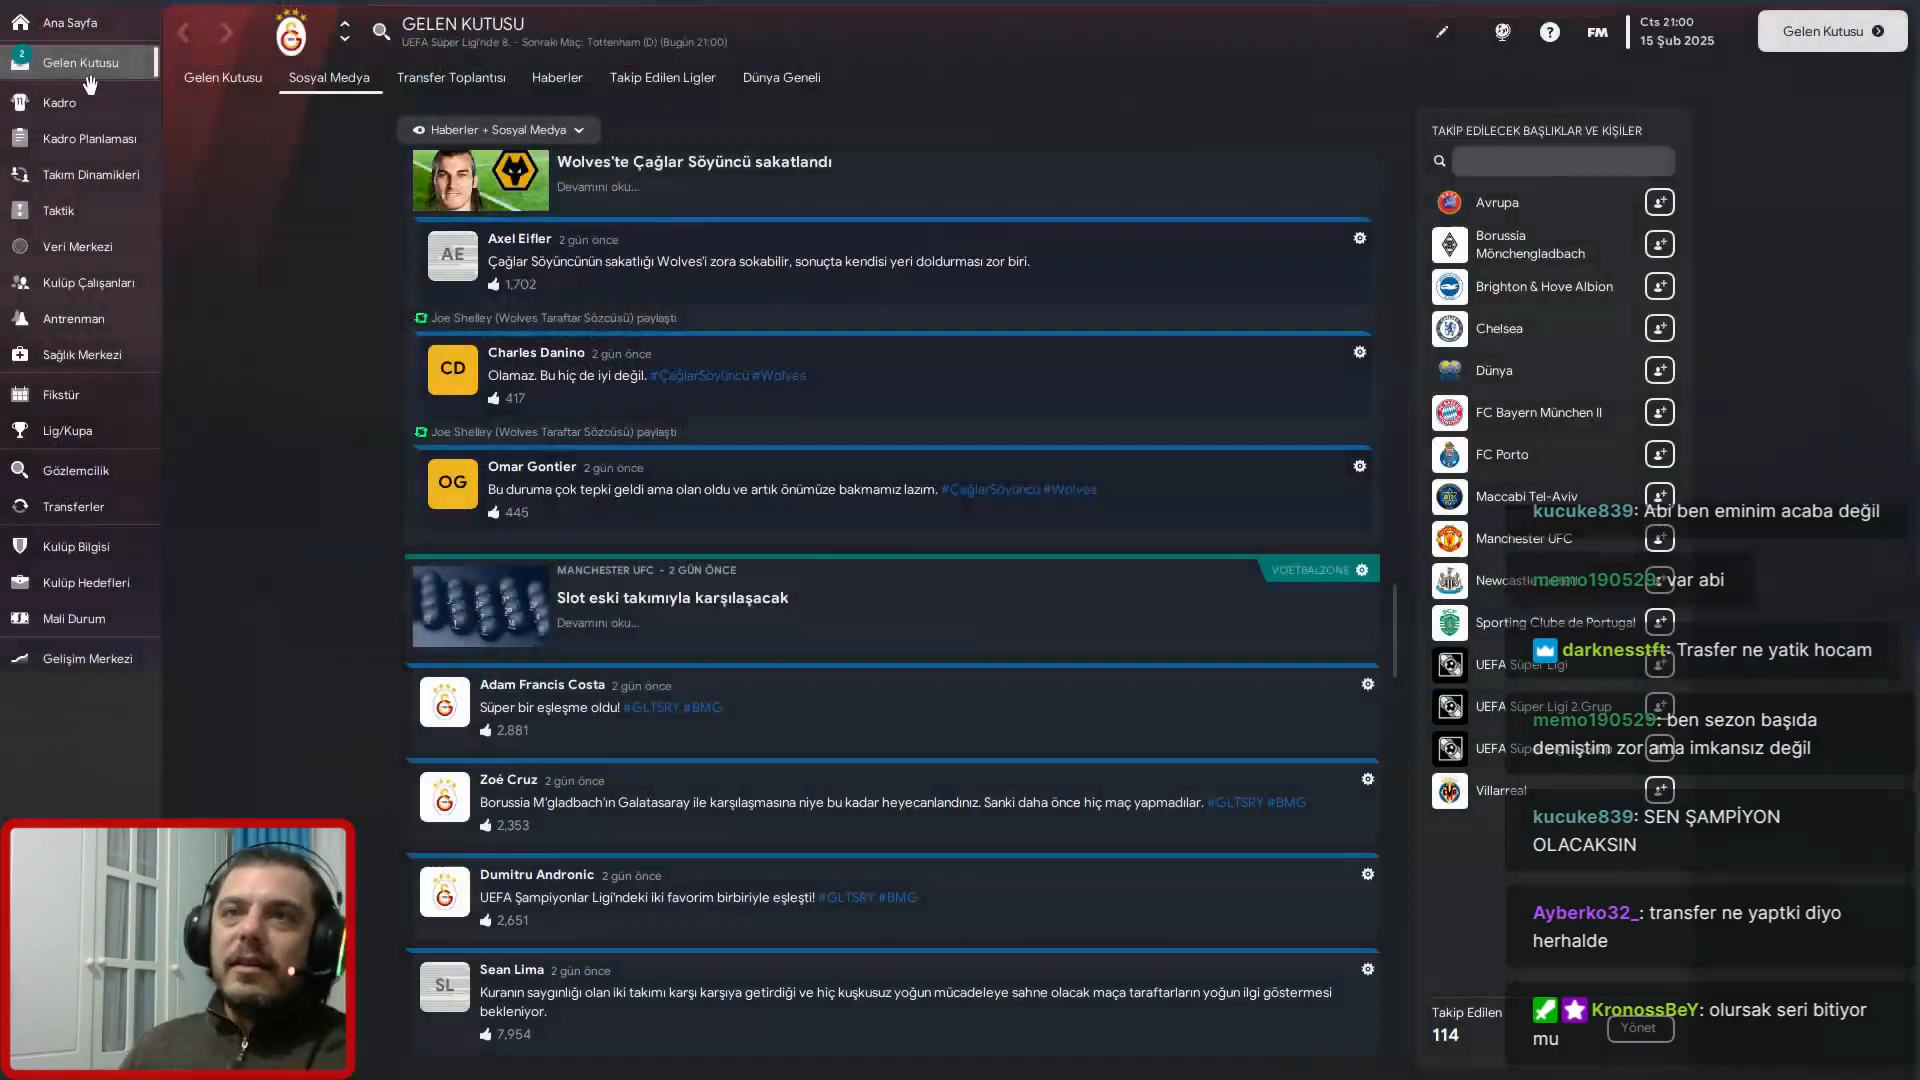 Ana Sayfa
2
Gelen Kutusu
Kadro
Kadro Planlaması
Takım Dinamikleri
Taktik
Veri Merkezi
Kulüp Çalışanları
Antrenman
Sağlık Merkezi
Fikstür
Lig/Kupa
Gözlemcilik
Transferler
Kulüp Bilgisi
Kulüp Hedefleri
Mali Durum
Gelişim Merkezi
GELEN KUTUSU
UEFA Süper Ligi'nde 8. - Sonraki Maç: Tottenham (D) (Bugün 21:00)
FM
Cts 21:00
15 Şub 2025
Gelen Kutusu
Gelen Kutusu Sosyal Medya Transfer Toplantısı Haberler Takip Edilen Ligler Dünya Geneli
Haberler + Sosyal Medya
Wolves'te Çağlar Söyüncü sakatlandı
Devamını oku...
AE
Axel Eifler 2 gün önce
Çağlar Söyüncünün sakatlığı Wolves'i zora sokabilir, sonuçta kendisi yeri doldurması zor biri.
1,702
Joe Shelley (Wolves Taraftar Sözcüsü) paylaştı
CD
Charles Danino 2 gün önce
Olamaz. Bu hiç de iyi değil. #ÇağlarSöyüncü #Wolves
417
Joe Shelley (Wolves Taraftar Sözcüsü) paylaştı
OG
Omar Gontier 2 gün önce
Bu duruma çok tepki geldi ama olan oldu ve artık önümüze bakmamız lazım. #ÇağlarSöyüncü #Wolves
445
MANCHESTER UFC - 2 GÜN ÖNCE
VOETBALZONE
Slot eski takımıyla karşılaşacak
Devamını oku...
Adam Francis Costa 2 gün önce
Süper bir eşleşme oldu! #GLTSRY #BMG
2,881
Zoé Cruz 2 gün önce
Borussia M'gladbach'ın Galatasaray ile karşılaşmasına niye bu kadar heyecanlandınız. Sanki daha önce hiç maç yapmadılar. #GLTSRY #BMG
2,353
Dumitru Andronic 2 gün önce
UEFA Şampiyonlar Ligi'ndeki iki favorim birbiriyle eşleşti! #GLTSRY #BMG
2,651
SL
Sean Lima 2 gün önce
Kuranın saygınlığı olan iki takımı karşı karşıya getirdiği ve hiç kuşkusuz yoğun mücadeleye sahne olacak maça taraftarların yoğun ilgi göstermesi
bekleniyor.
7,954
TAKİP EDİLECEK BAŞLIKLAR VE KİŞİLER
Avrupa
Borussia
Mönchengladbach
Brighton & Hove Albion
Chelsea
Dünya
FC Bayern München II
FC Porto
Maccabi Tel-Aviv
Manchester UFC
Newcastle
Sporting Clube de Portugal
UEFA Süper Ligi
UEFA Süper Ligi 2.Grup
UEFA
Villarreal
Takip Edilen
114
Yönet
kucuke839: Abi ben eminim acaba değil
memo190529: var abi
darknesstft: Trasfer ne yatik hocam
memo190529: ben sezon başıda
demiştim zor ama imkansız değil
kucuke839: SEN ŞAMPİYON
OLACAKSIN
Ayberko32_: transfer ne yaptki diyo
herhalde
KronossBeY: olursak seri bitiyor
mu